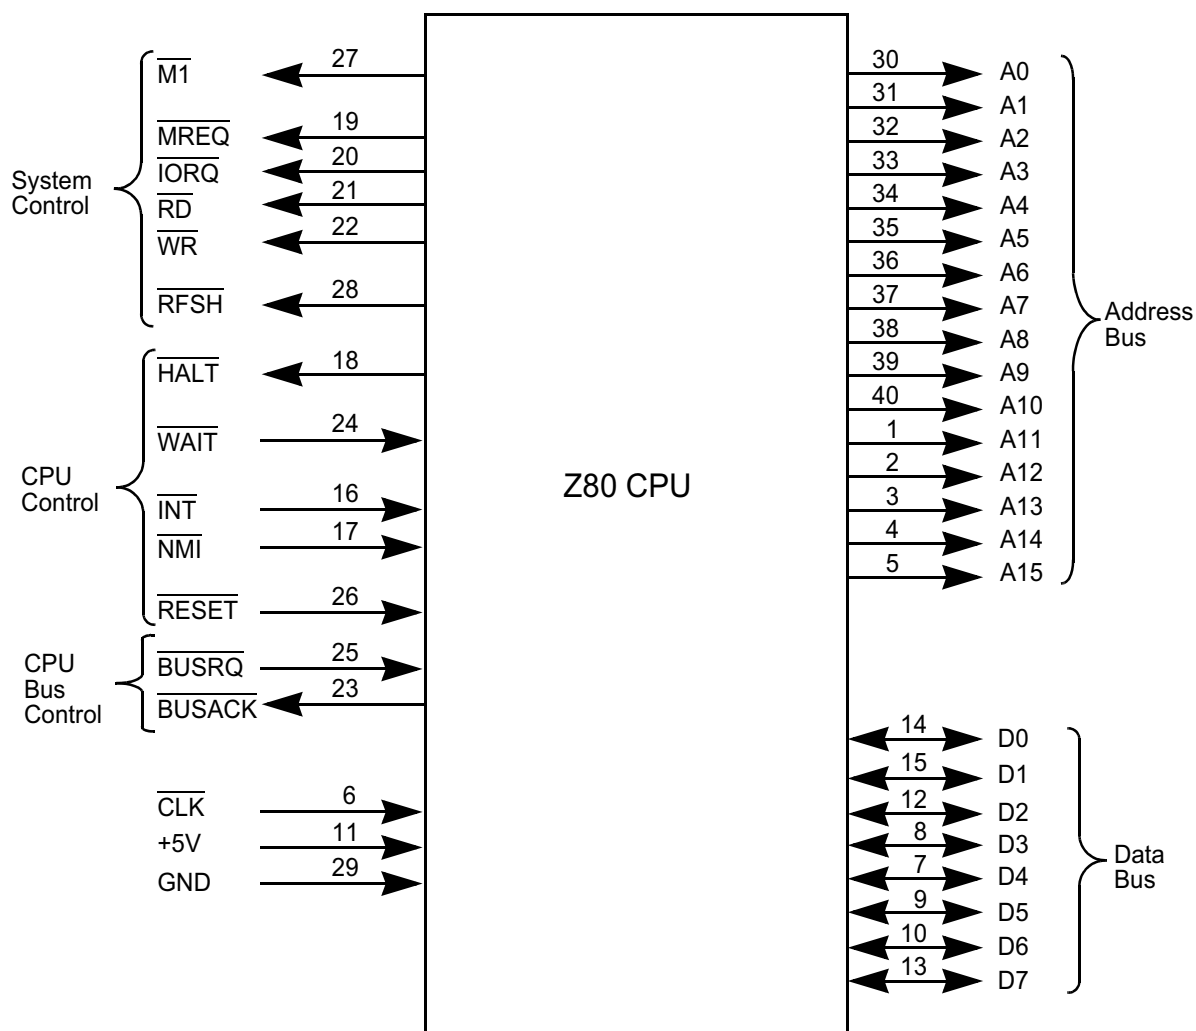 System
Control
M1 27
MREQ 19
IORQ 20
RD 21
WR 22
RFSH 28
CPU
Control
HALT 18
WAIT 24
INT 16
NMI 17
RESET 26
CPU
Bus
Control
BUSRQ 25
BUSACK 23
CLK 6
+5V 11
GND 29
Z80 CPU
30 A0
31 A1
32 A2
33 A3
34 A4
35 A5
36 A6
37 A7
38 A8
39 A9
40 A10
1 A11
2 A12
3 A13
4 A14
5 A15
Address
Bus
14 D0
15 D1
12 D2
8 D3
7 D4
9 D5
10 D6
13 D7
Data
Bus